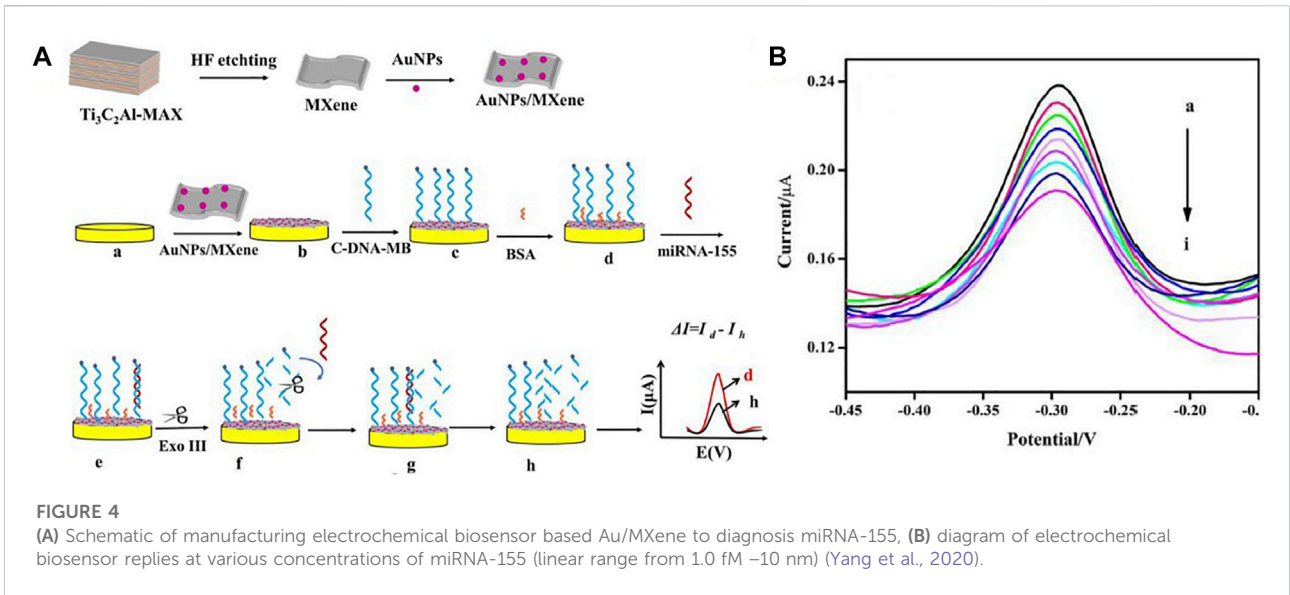 A
HF etchting
AuNPs
Ti₃C₂Al-MAX
MXene
AuNPs/MXene
AuNPs/MXene
C-DNA-MB
BSA
miRNA-155
a
b
c
d
ΔI=I d - I h
Exo III
e
f
g
h
I(μA)
d
h
E(V)
B
0.24
0.20
0.16
0.12
Current/μA
a
i
-0.45
-0.40
-0.35
-0.30
-0.25
-0.20
-0.
Potential/V
FIGURE 4
(A) Schematic of manufacturing electrochemical biosensor based Au/MXene to diagnosis miRNA-155, (B) diagram of electrochemical
biosensor replies at various concentrations of miRNA-155 (linear range from 1.0 fM –10 nm) (Yang et al., 2020).